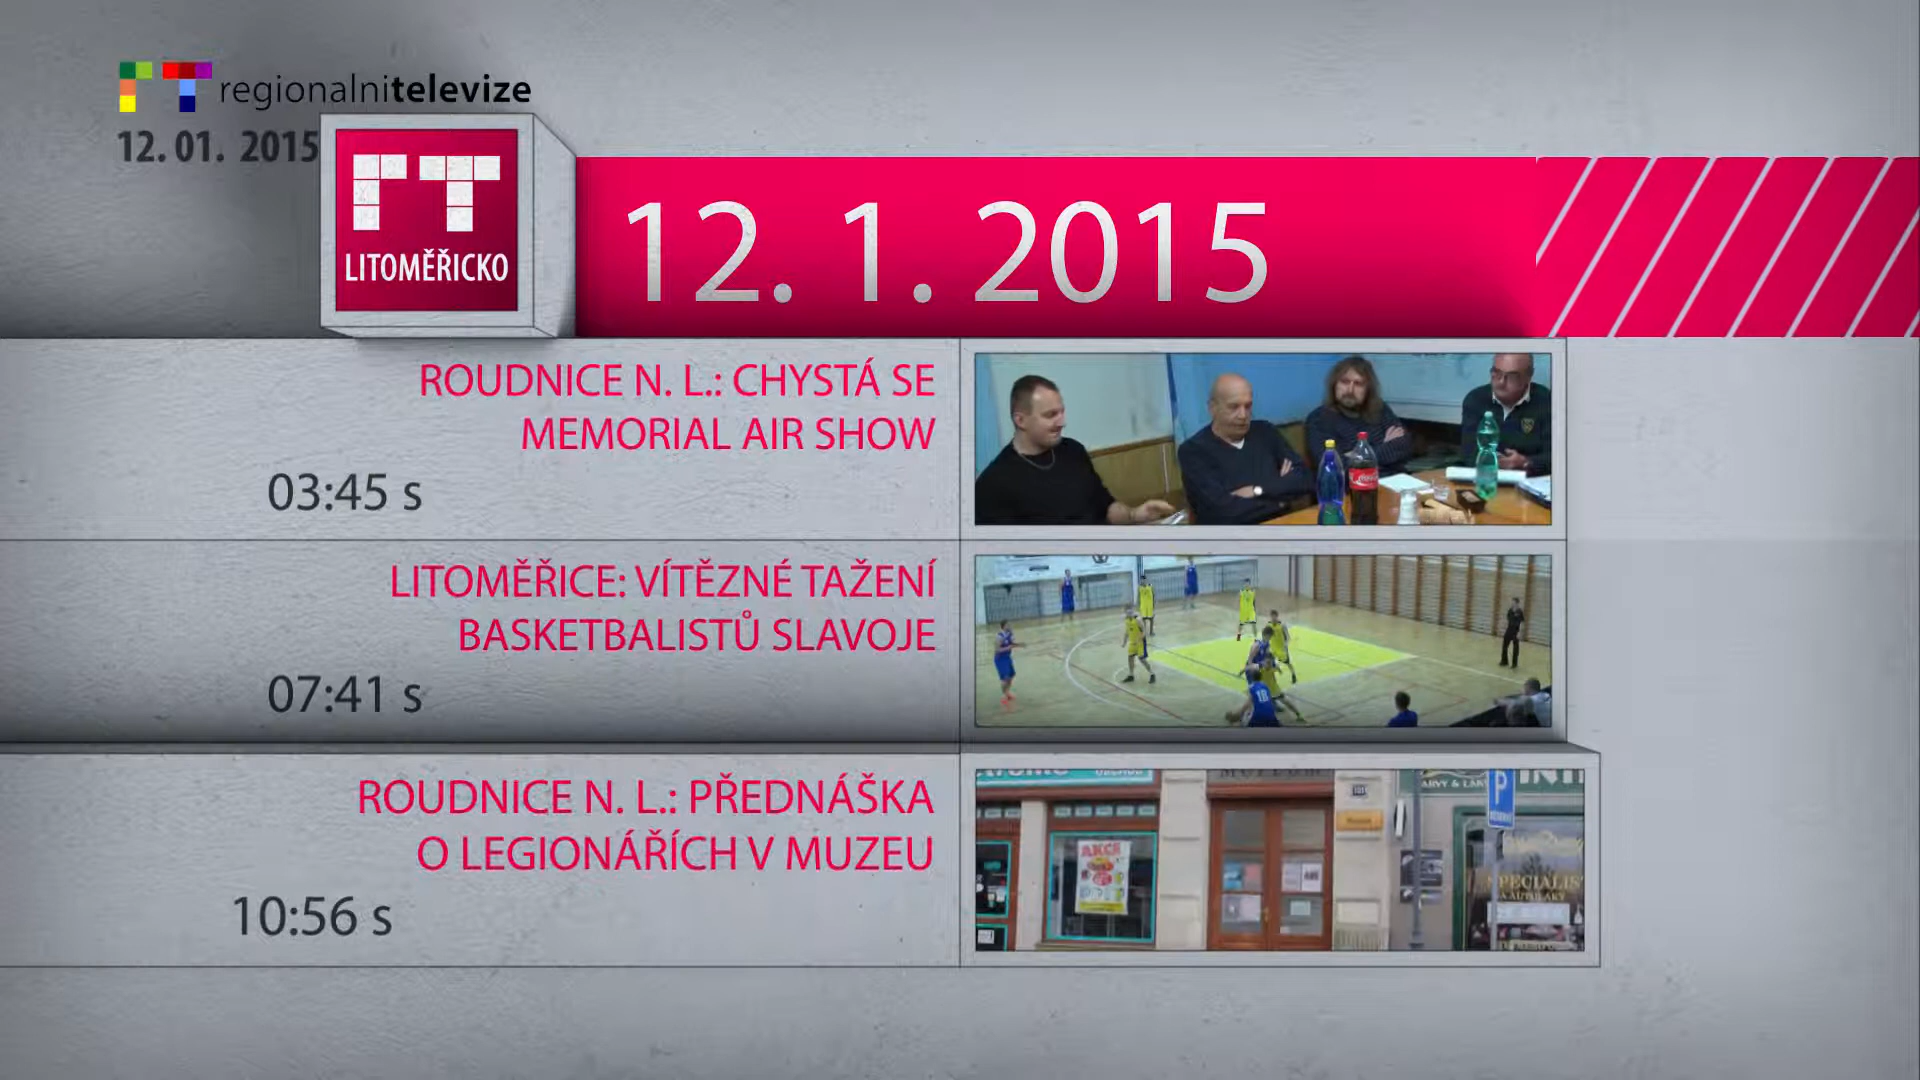 regionalnitelevize
12. 01. 2015
LITOMĚŘICKO
12. 1. 2015
ROUDNICE N. L.: CHYSTÁ SE
MEMORIAL AIR SHOW
03:45 s
LITOMĚŘICE: VÍTĚZNÉ TAŽENÍ
BASKETBALISTŮ SLAVOJE
07:41 s
18
ROUDNICE N. L.: PŘEDNÁŠKA
O LEGIONÁŘÍCH V MUZEU
10:56 s
AKCE
P